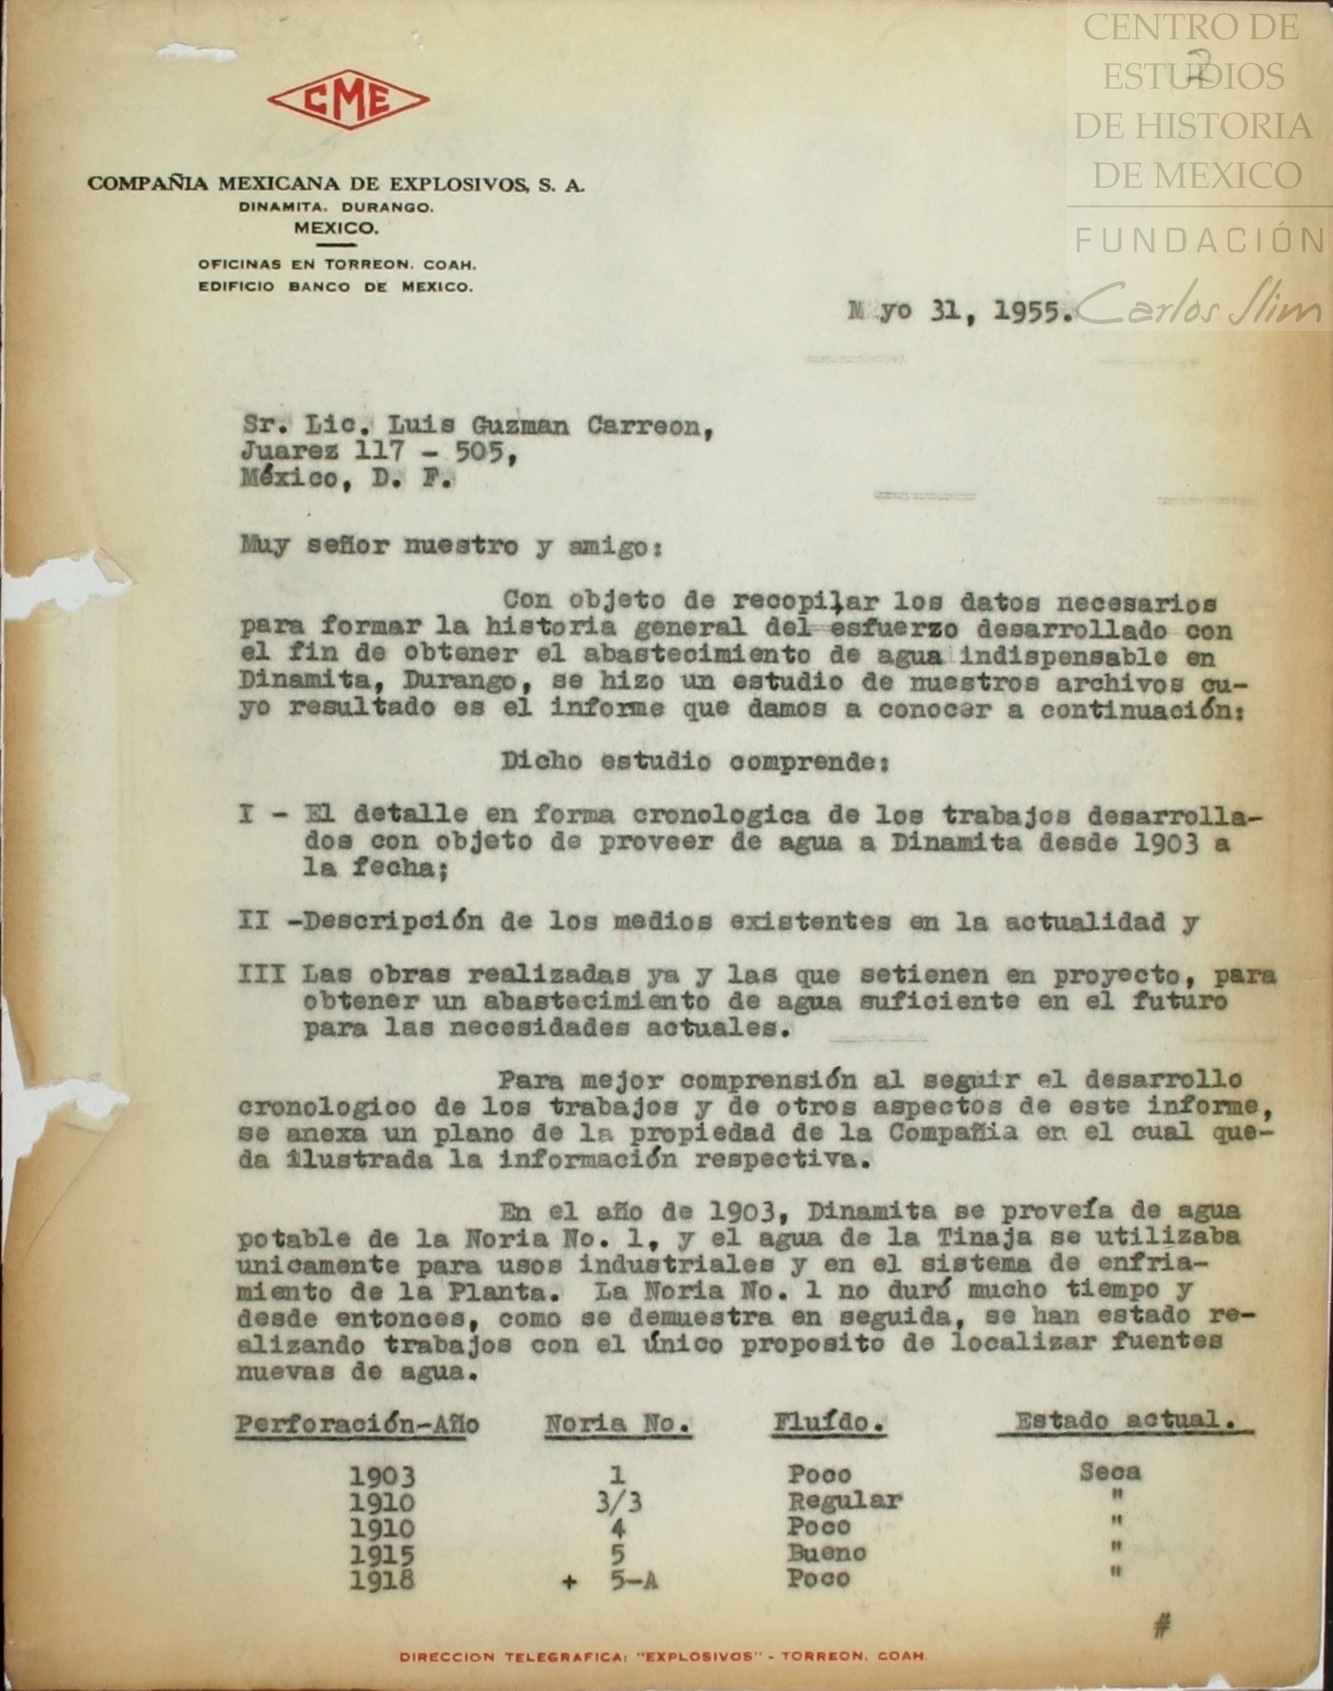 CENTRO DE
ESTUDIOS
DE HISTORIA
DE MEXICO
FUNDACIÓN
Carlos Slim
2
CME
COMPAÑIA MEXICANA DE EXPLOSIVOS, S. A.
DINAMITA, DURANGO.
MEXICO.
OFICINAS EN TORREON, COAH.
EDIFICIO BANCO DE MEXICO.
M yo 31, 1955.
Sr. Lic. Luis Guzman Carreon,
Juarez 117 - 505,
México, D. F.
Muy señor nuestro y amigo:
Con objeto de recopilar los datos necesarios
para formar la historia general del esfuerzo desarrollado con
el fin de obtener el abastecimiento de agua indispensable en
Dinamita, Durango, se hizo un estudio de nuestros archivos cu-
yo resultado es el informe que damos a conocer a continuación:
Dicho estudio comprende:
I - El detalle en forma cronologica de los trabajos desarrolla-
dos con objeto de proveer de agua a Dinamita desde 1903 a
la fecha;
II -Descripción de los medios existentes en la actualidad y
III Las obras realizadas ya y las que setienen en proyecto, para
obtener un abastecimiento de agua suficiente en el futuro
para las necesidades actuales.
Para mejor comprensión al seguir el desarrollo
cronologico de los trabajos y de otros aspectos de este informe,
se anexa un plano de la propiedad de la Compañia en el cual que-
da ilustrada la información respectiva.
En el año de 1903, Dinamita se proveía de agua
potable de la Noria No. 1, y el agua de la Tinaja se utilizaba
unicamente para usos industriales y en el sistema de enfria-
miento de la Planta. La Noria No. 1 no duró mucho tiempo y
desde entonces, como se demuestra en seguida, se han estado re-
alizando trabajos con el único proposito de localizar fuentes
nuevas de agua.
Perforación-Año Noria No. Fluído. Estado actual.
1903 1 Poco Seca
1910 3/3 Regular "
1910 4 Poco "
1915 5 Bueno "
1918 + 5-A Poco "
#
DIRECCION TELEGRAFICA: "EXPLOSIVOS" - TORREON, COAH.